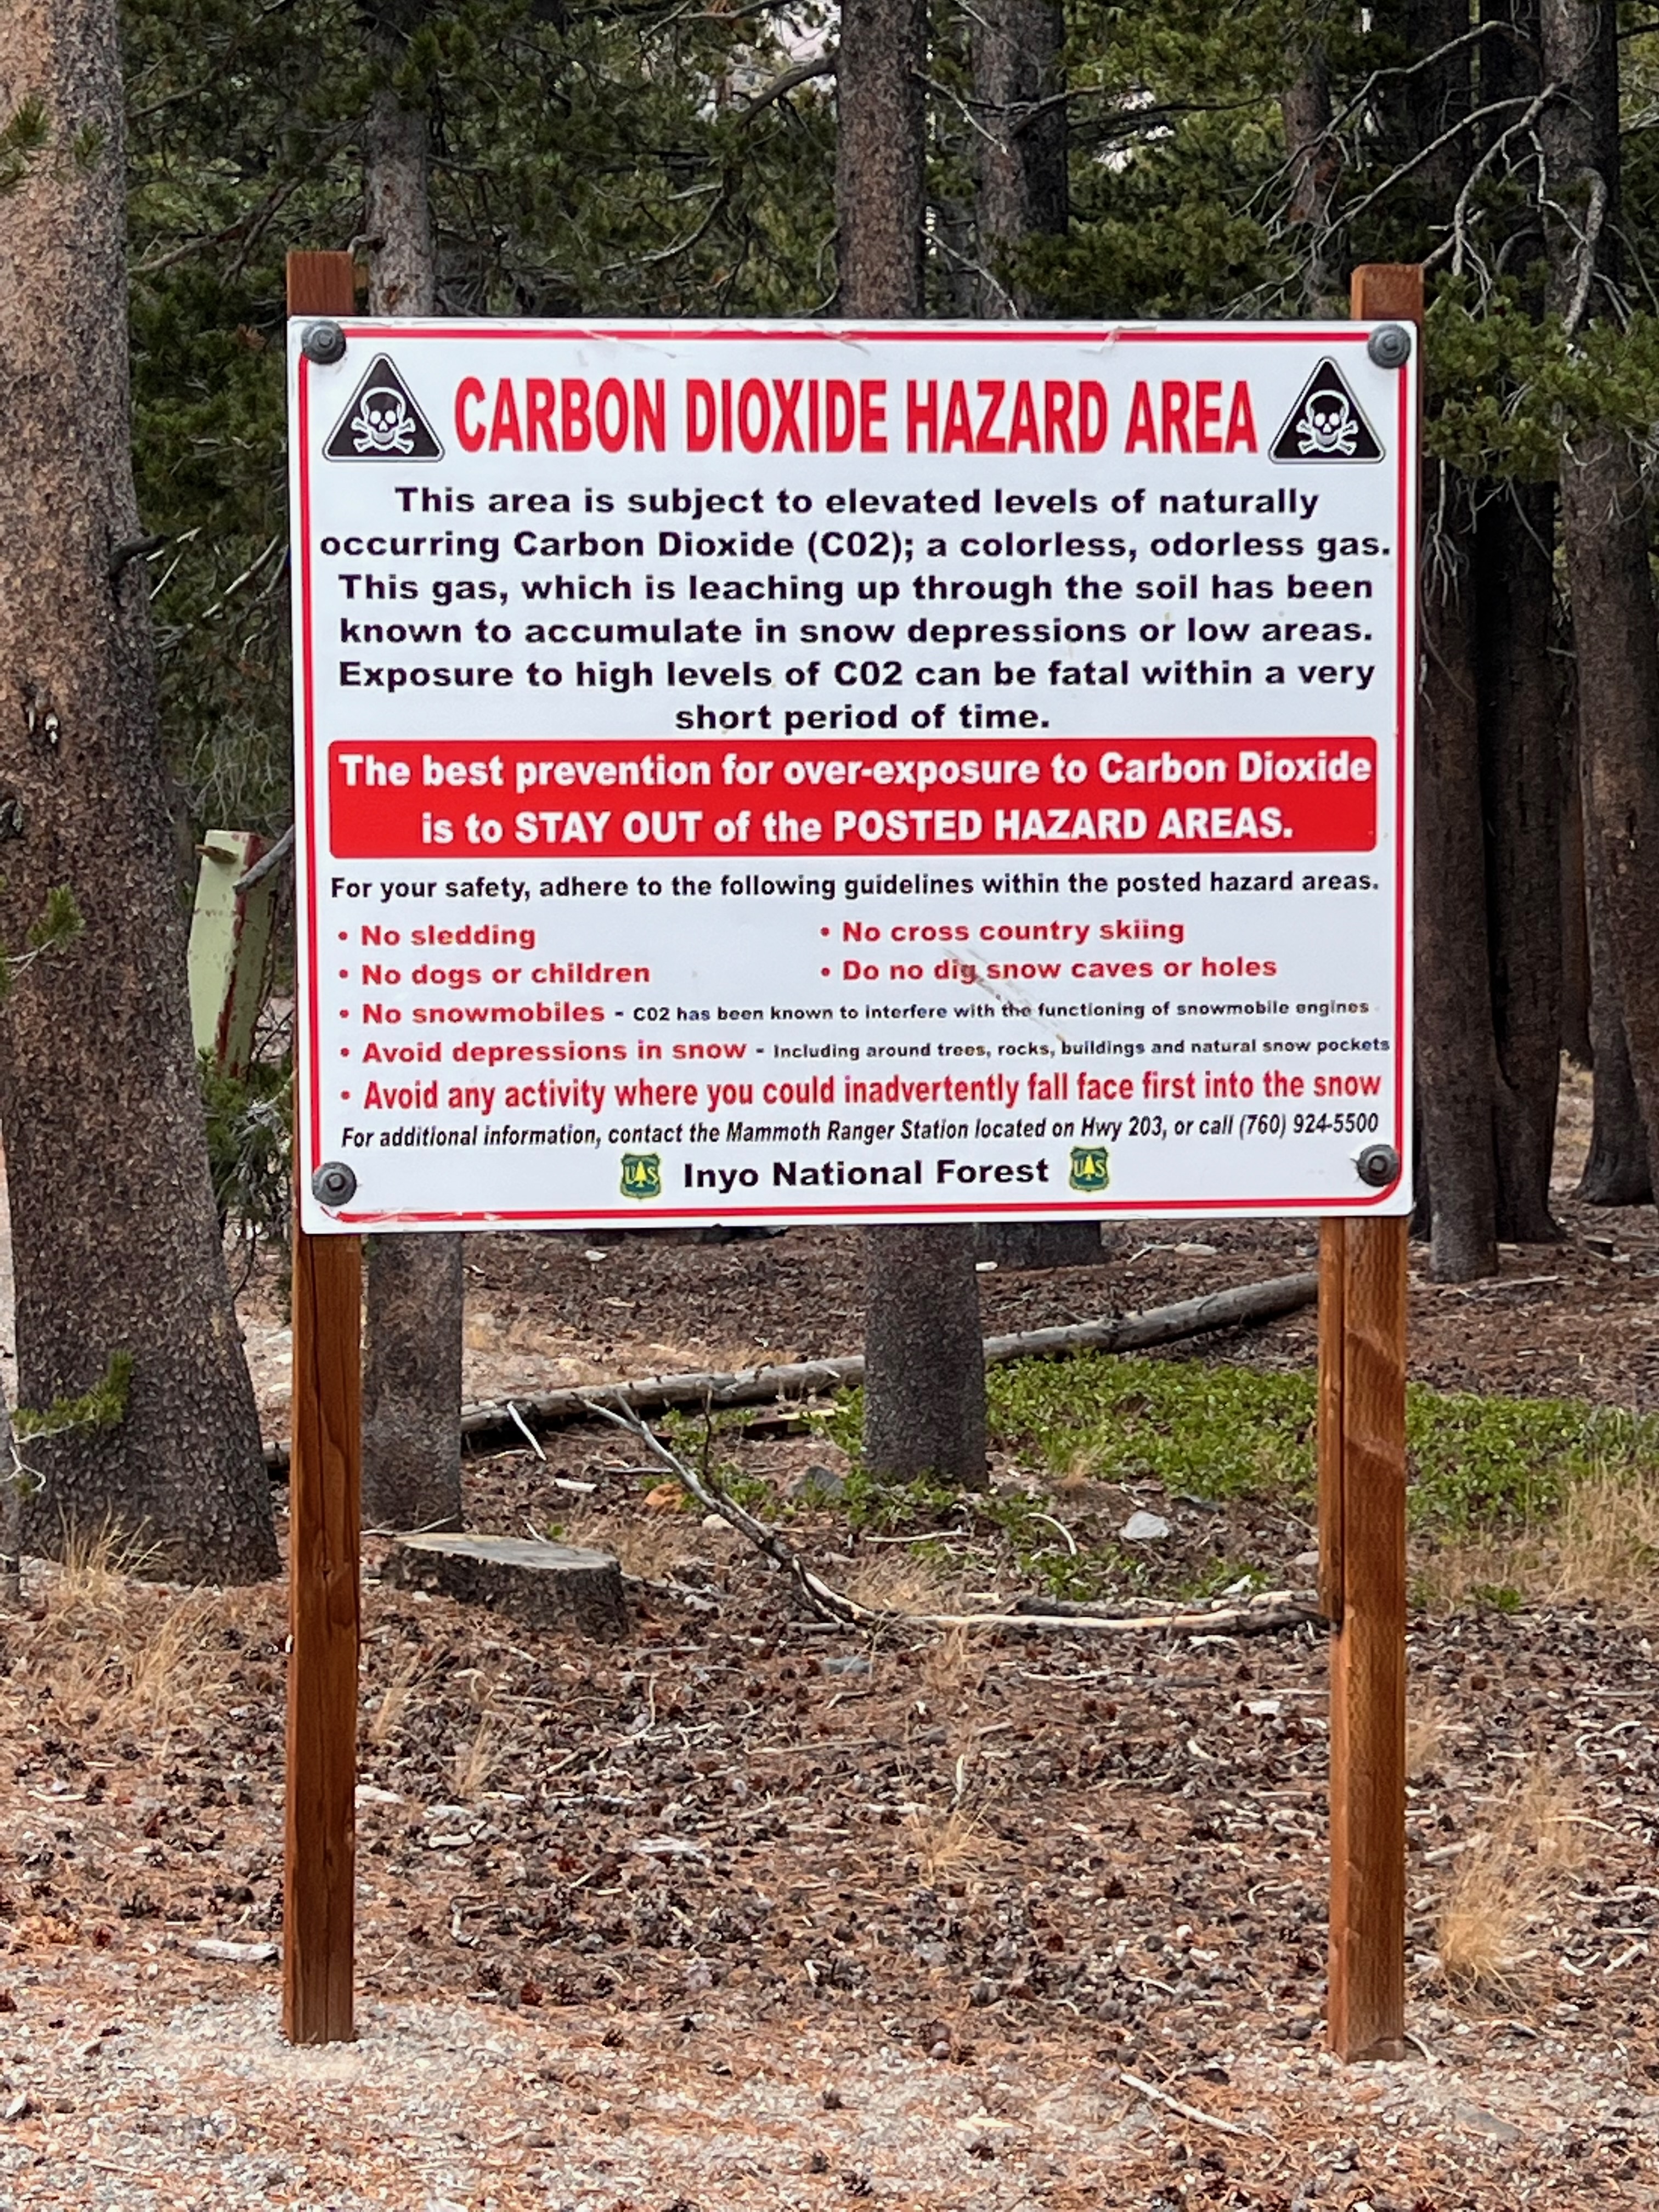 CARBON DIOXIDE HAZARD AREA
This area is subject to elevated levels of naturally
occurring Carbon Dioxide (C02); a colorless, odorless gas.
This gas, which is leaching up through the soil has been
known to accumulate in snow depressions or low areas.
Exposure to high levels of C02 can be fatal within a very
short period of time.
The best prevention for over-exposure to Carbon Dioxide
is to STAY OUT of the POSTED HAZARD AREAS.
For your safety, adhere to the following guidelines within the posted hazard areas.
• No sledding
• No dogs or children
• No cross country skiing
• Do no dig snow caves or holes
• No snowmobiles - C02 has been known to interfere with the functioning of snowmobile engines
• Avoid depressions in snow - Including around trees, rocks, buildings and natural snow pockets
• Avoid any activity where you could inadvertently fall face first into the snow
For additional information, contact the Mammoth Ranger Station located on Hwy 203, or call (760) 924-5500
UAS Inyo National Forest UAS